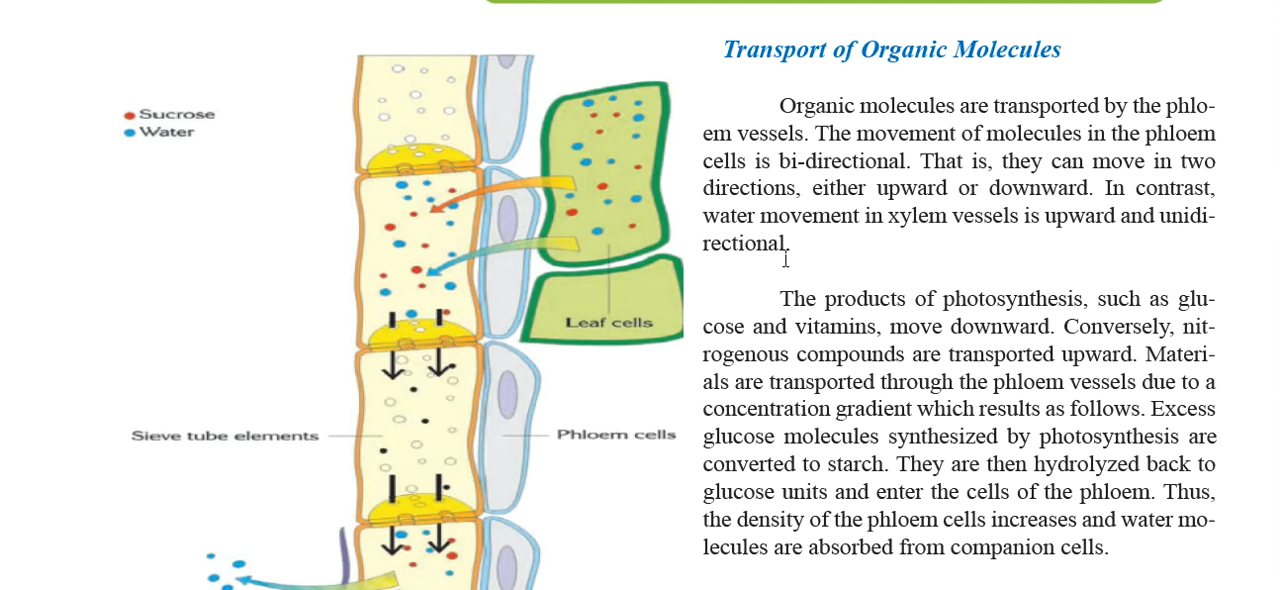 Transport of Organic Molecules
Sucrose
Water
Leaf cells
Sieve tube elements
Phloem cells
Organic molecules are transported by the phlo-
em vessels. The movement of molecules in the phloem
cells is bi-directional. That is, they can move in two
directions, either upward or downward. In contrast,
water movement in xylem vessels is upward and unidi-
rectional.
The products of photosynthesis, such as glu-
cose and vitamins, move downward. Conversely, nit-
rogenous compounds are transported upward. Materi-
als are transported through the phloem vessels due to a
concentration gradient which results as follows. Excess
glucose molecules synthesized by photosynthesis are
converted to starch. They are then hydrolyzed back to
glucose units and enter the cells of the phloem. Thus,
the density of the phloem cells increases and water mo-
lecules are absorbed from companion cells.